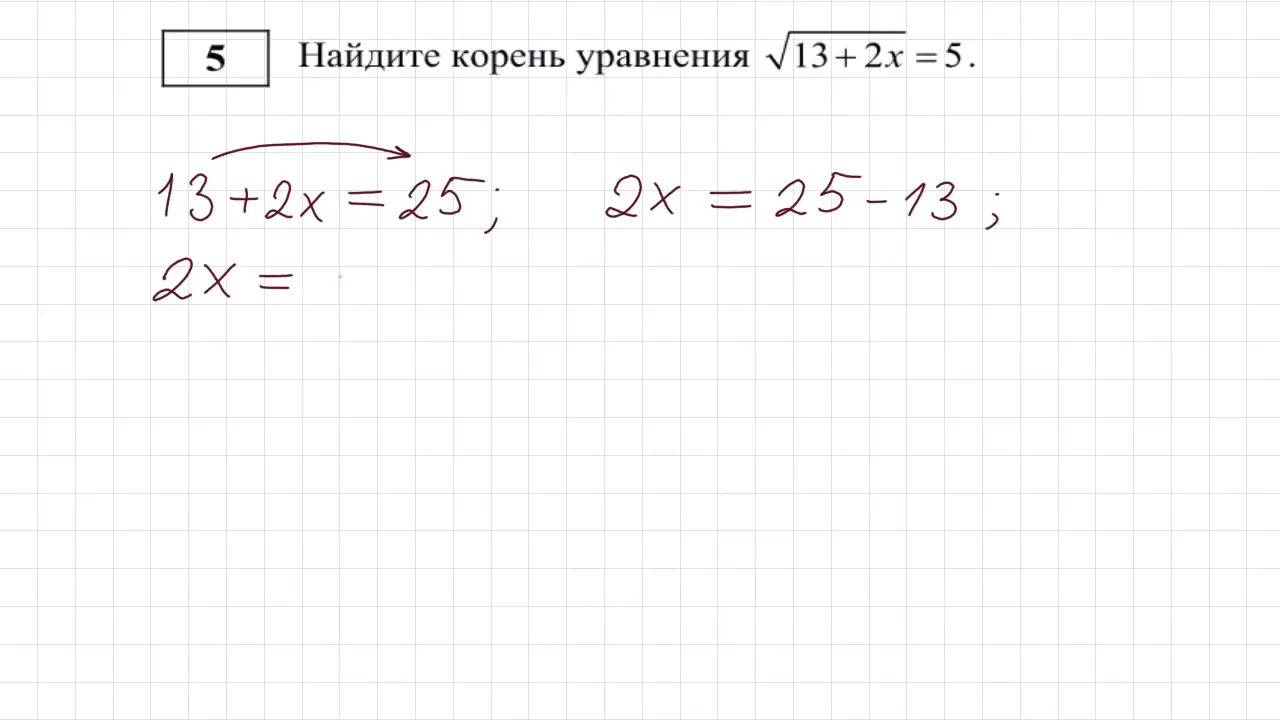 5 Найдите корень уравнения √13+2x = 5.
13+2x = 25; 2x = 25-13;
2x =